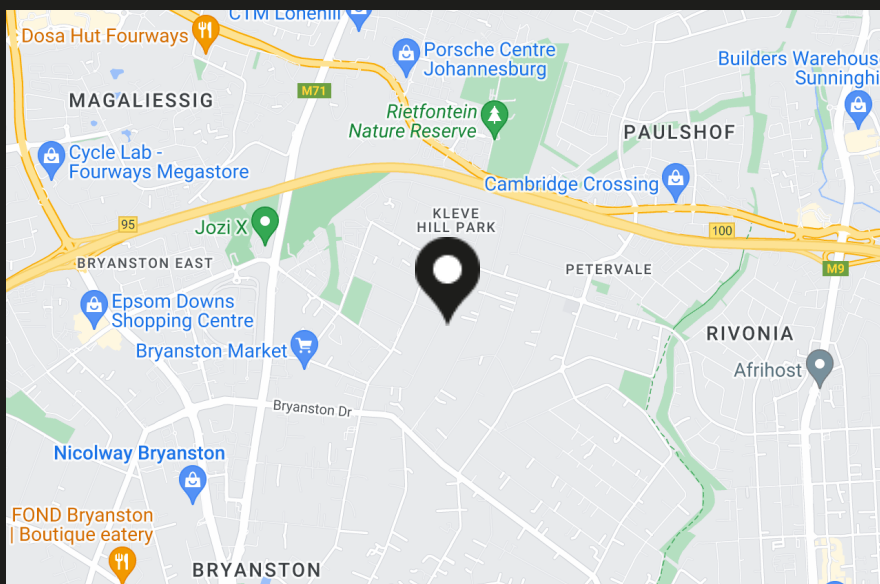 CTM Lonehill
Dosa Hut Fourways
Porsche Centre
Johannesburg
Builders Warehouse
Sunninghi
M71
MAGALIESSIG
Rietfontein
Nature Reserve
PAULSHOF
Cycle Lab -
Fourways Megastore
Cambridge Crossing
95
Jozi X
KLEVE
HILL PARK
100
BRYANSTON EAST
PETERVALE
M9
Epsom Downs
Shopping Centre
RIVONIA
Bryanston Market
Afrihost
Bryanston Dr
Nicolway Bryanston
FOND Bryanston
| Boutique eatery
BRYANSTON